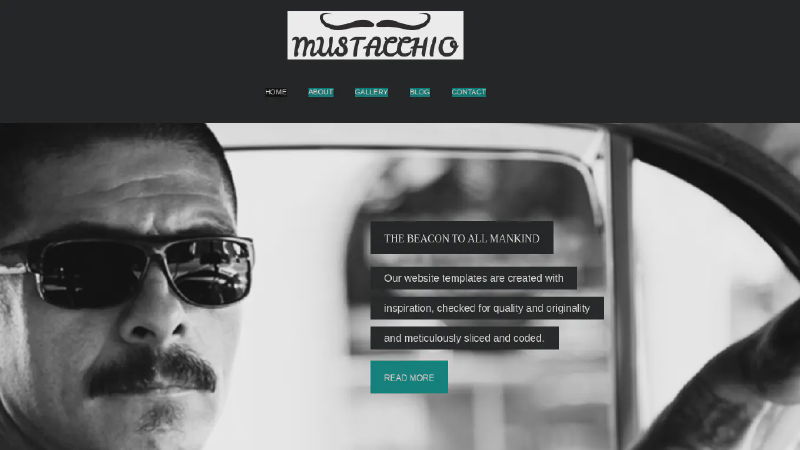 MUSTACCHIO
HOME ABOUT GALLERY BLOG CONTACT
THE BEACON TO ALL MANKIND
Our website templates are created with
inspiration, checked for quality and originality
and meticulously sliced and coded.
READ MORE